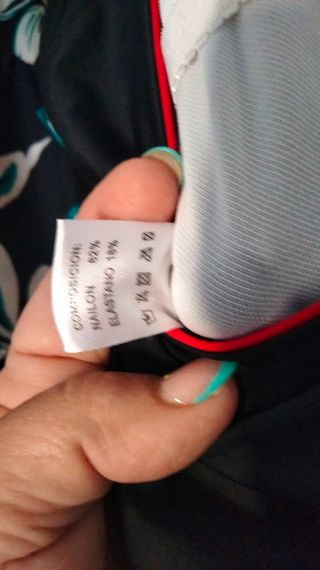 COMPOSICION:
NAILON 82%
ELASTANO 18%